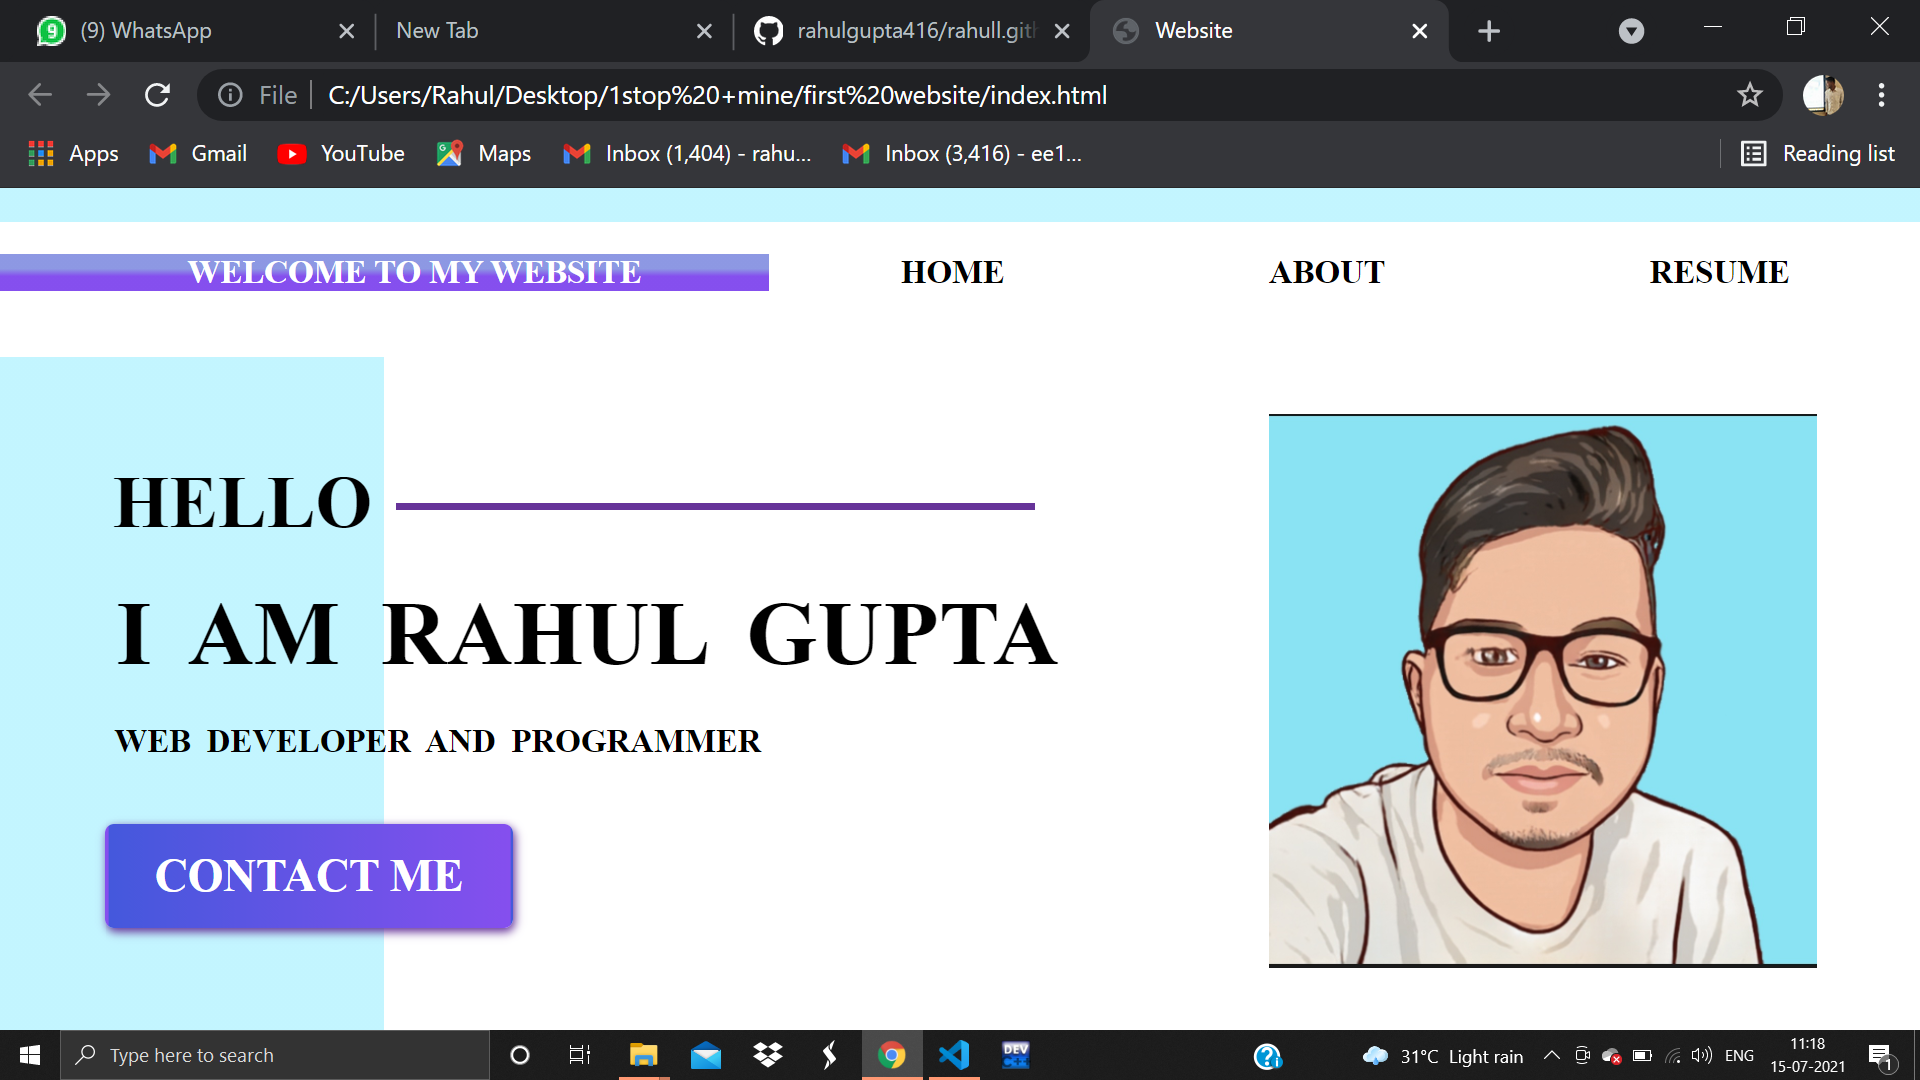 (9) WhatsApp
New Tab
rahulgupta416/rahull.gith
Website
File
C:/Users/Rahul/Desktop/1stop%20+mine/first%20website/index.html
Apps
Gmail
YouTube
Maps
Inbox (1,404) - rahu...
Inbox (3,416) - ee1...
Reading list
WELCOME TO MY WEBSITE
HOME
ABOUT
RESUME
HELLO
I AM RAHUL GUPTA
WEB DEVELOPER AND PROGRAMMER
CONTACT ME
Type here to search
DEV
C++
31°C Light rain
ENG
11:18
15-07-2021
1